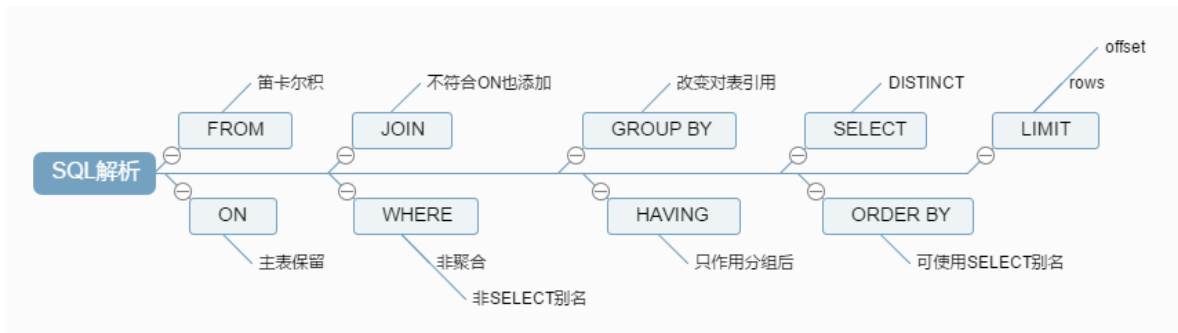 SQL解析
FROM
笛卡尔积
ON
主表保留
JOIN
不符合ON也添加
WHERE
非聚合
非SELECT别名
GROUP BY
改变对表引用
HAVING
只作用分组后
SELECT
DISTINCT
ORDER BY
可使用SELECT别名
LIMIT
offset
rows